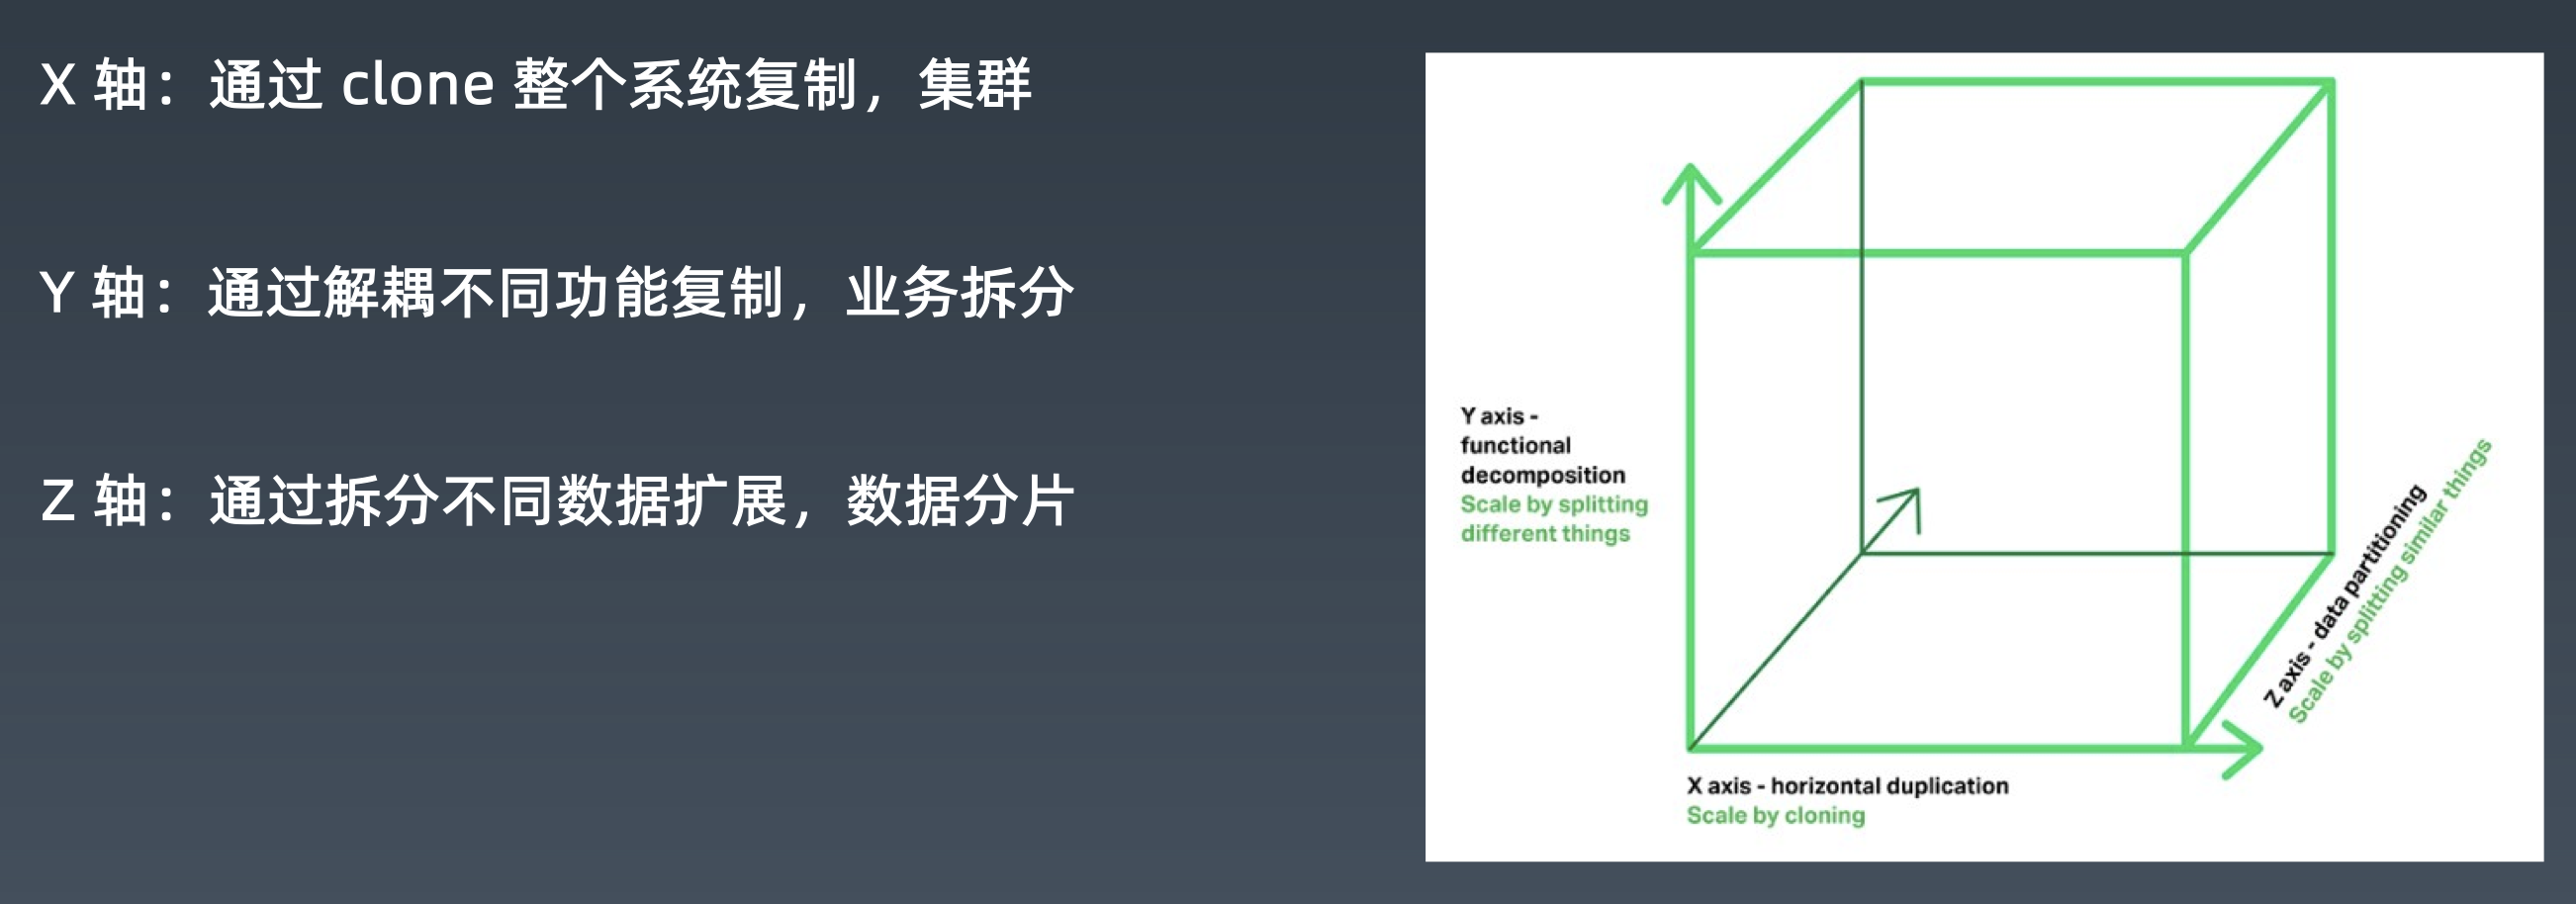 X 轴：通过 clone 整个系统复制，集群
Y 轴：通过解耦不同功能复制，业务拆分
Z 轴：通过拆分不同数据扩展，数据分片
Y axis -
functional
decomposition
Scale by splitting
different things
Z axis - data partitioning
Scale by splitting similar things
X axis - horizontal duplication
Scale by cloning